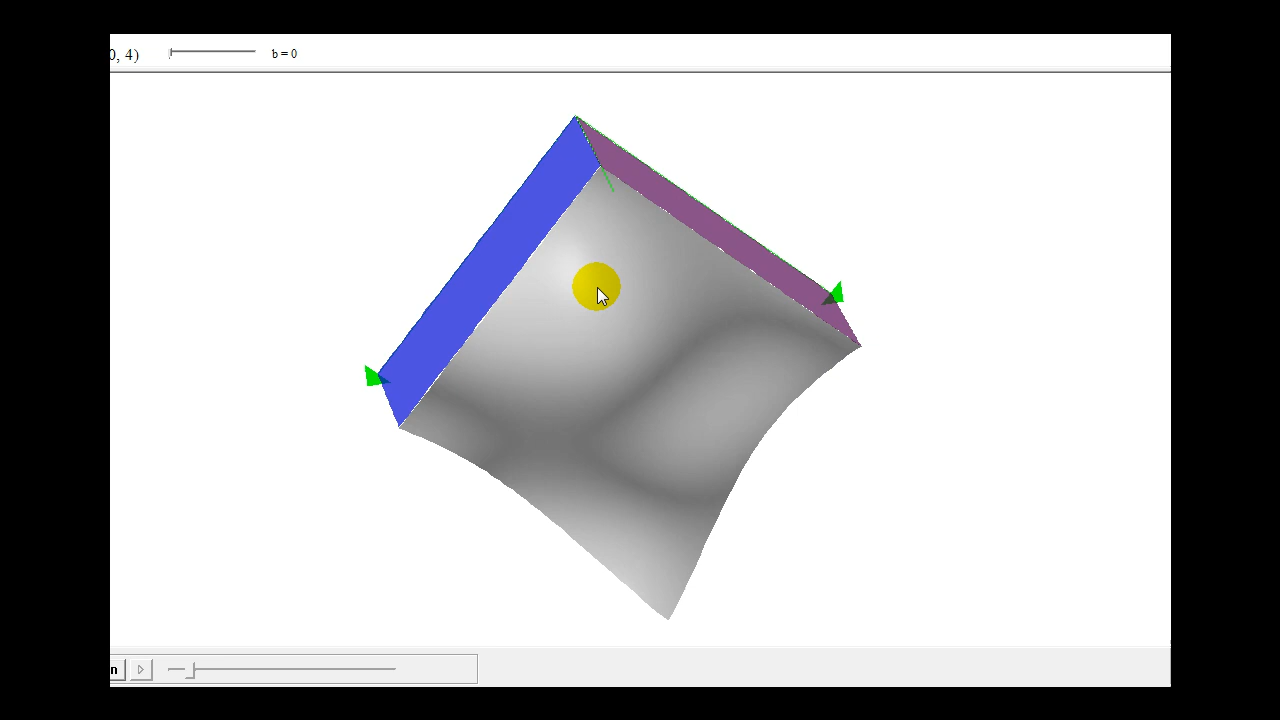 0, 4)
b = 0
n